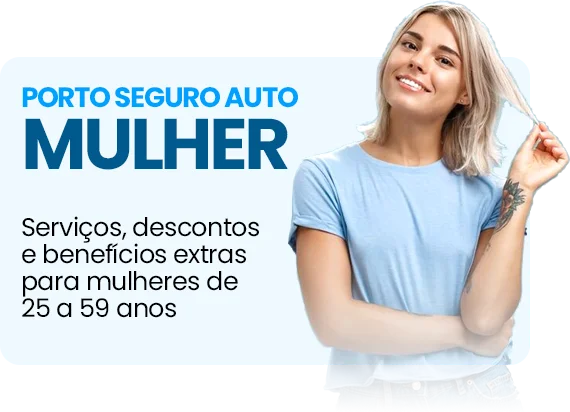 PORTO SEGURO AUTO
MULHER
Serviços, descontos
e benefícios extras
para mulheres de
25 a 59 anos